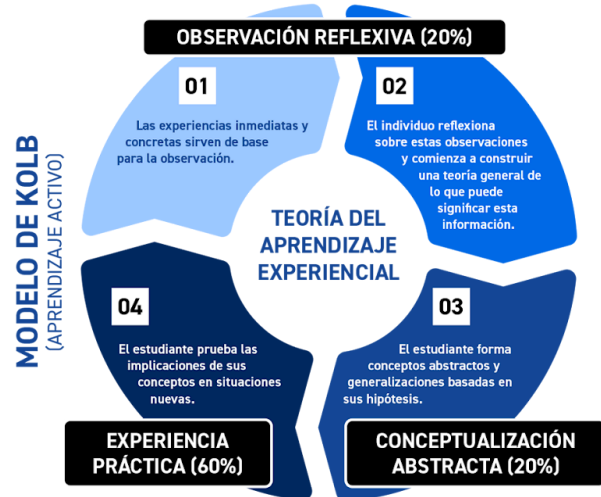 OBSERVACIÓN REFLEXIVA (20%)
01
Las experiencias inmediatas y
concretas sirven de base
para la observación.
02
El individuo reflexiona
sobre estas observaciones
y comienza a construir
una teoría general de
lo que puede
significar esta
información.
MODELO DE KOLB
(APRENDIZAJE ACTIVO)
TEORÍA DEL
APRENDIZAJE
EXPERIENCIAL
04
El estudiante prueba las
implicaciones de sus
conceptos en situaciones
nuevas.
03
El estudiante forma
conceptos abstractos y
generalizaciones basadas en
sus hipótesis.
EXPERIENCIA
PRÁCTICA (60%)
CONCEPTUALIZACIÓN
ABSTRACTA (20%)